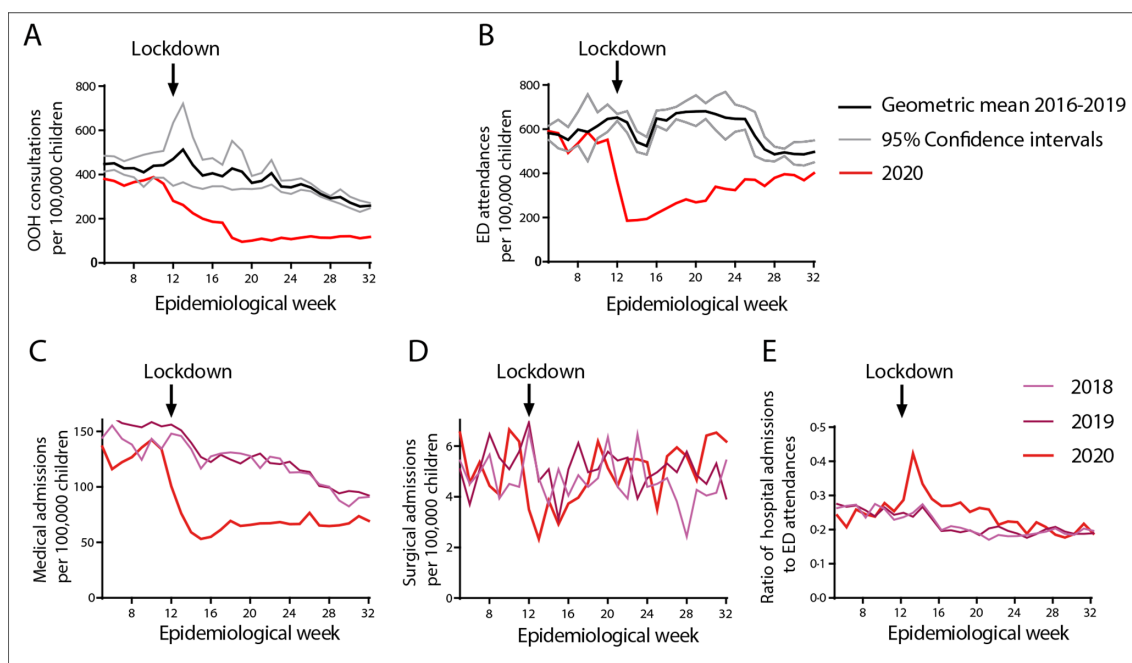 A
Lockdown
OOH consultations
per 100,000 children
800
600
400
200
0
8 12 16 20 24 28 32
Epidemiological week
B
Lockdown
ED attendances
per 100,000 children
800
600
400
200
0
8 12 16 20 24 28 32
Epidemiological week
Geometric mean 2016-2019
95% Confidence intervals
2020
C
Lockdown
Medical admissions
per 100,000 children
150
100
50
0
8 12 16 20 24 28 32
Epidemiological week
D
Lockdown
Surgical admissions
per 100,000 children
6
4
2
0
8 12 16 20 24 28 32
Epidemiological week
E
Lockdown
Ratio of hospital admissions
to ED attendances
0·5
0·4
0·3
0·2
0·1
0·0
8 12 16 20 24 28 32
Epidemiological week
2018
2019
2020